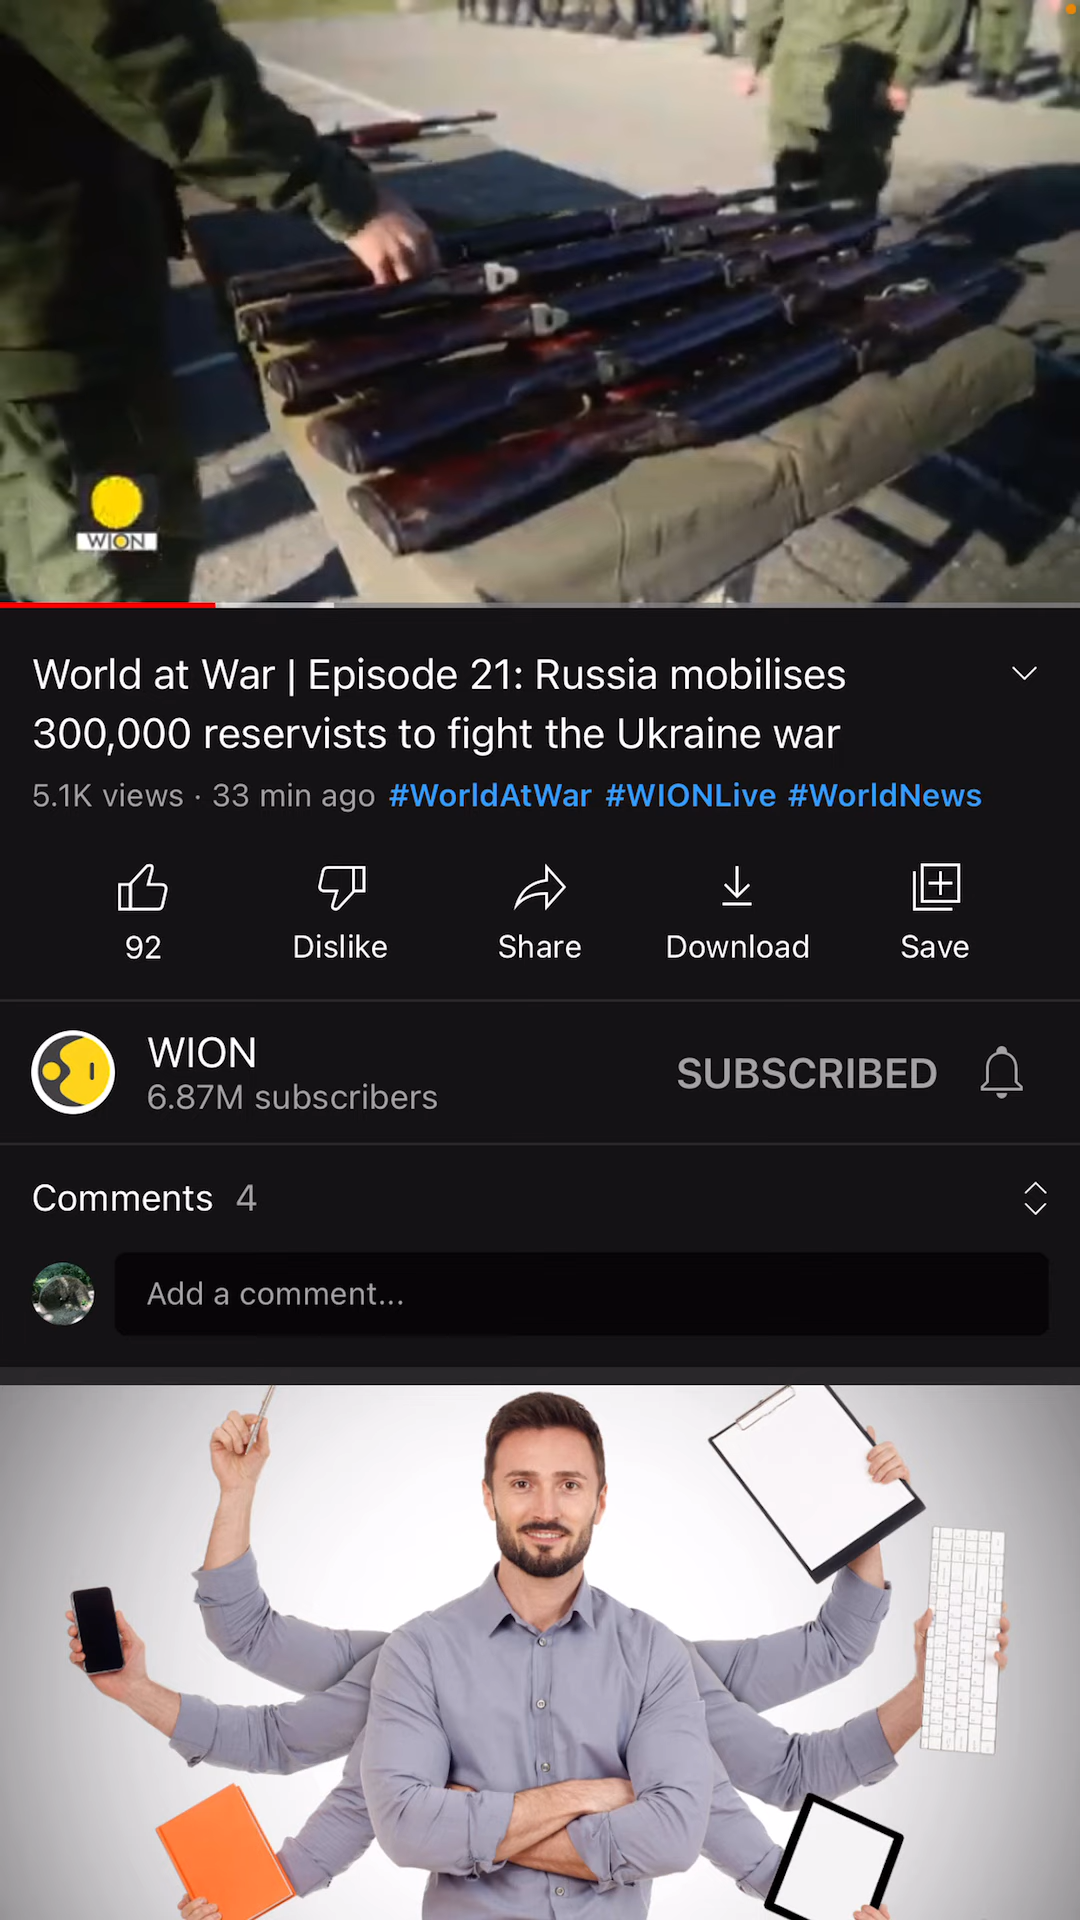 WION
World at War | Episode 21: Russia mobilises
300,000 reservists to fight the Ukraine war
5.1K views · 33 min ago #WorldAtWar #WIONLive #WorldNews
92
Dislike
Share
Download
Save
WION
6.87M subscribers
SUBSCRIBED
Comments 4
Add a comment...